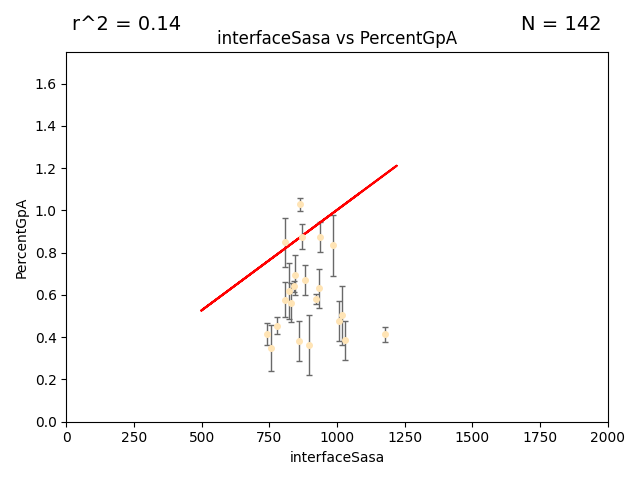 r^2 = 0.14
N = 142
interfaceSasa vs PercentGpA
1.6
1.4
1.2
1.0
0.8
0.6
0.4
0.2
0.0
PercentGpA
0 250 500 750 1000 1250 1500 1750 2000
interfaceSasa